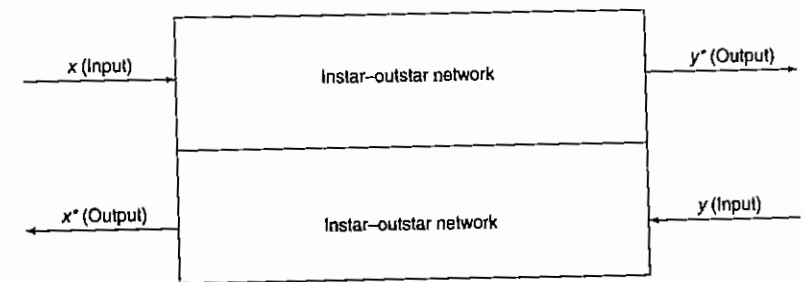 x (Input)
Instar–outstar network
y* (Output)
x* (Output)
Instar–outstar network
y (Input)